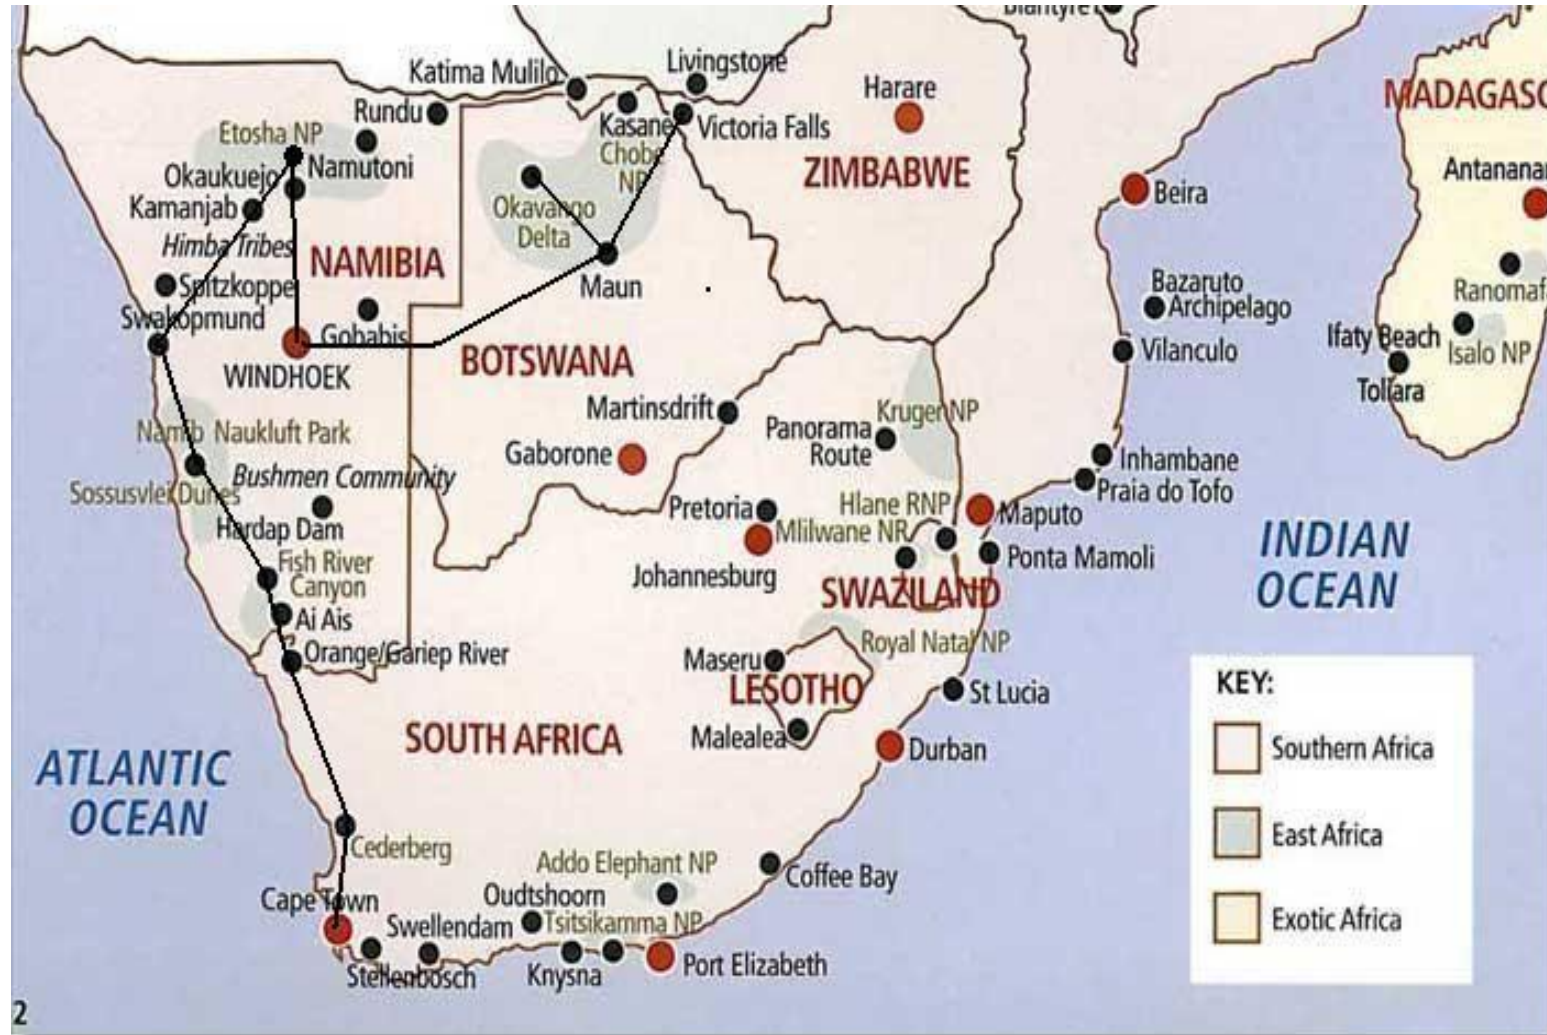 Blantyre
Livingstone
Katima Mulilo
Harare
MADAGASC
Rundu
Kasane
Victoria Falls
Etosha NP
Chobe
NP
ZIMBABWE
Namutoni
Okaukuejo
Antananar
Kamanjab
Okavango
Delta
Beira
Himba Tribes
NAMIBIA
Spitzkoppe
Maun
Bazaruto
Archipelago
Ranomaf
Swakopmund
Gobabis
Ifaty Beach
Vilanculo
Isalo NP
WINDHOEK
BOTSWANA
Toliara
Martinsdrift
Kruger NP
Namib Naukluft Park
Panorama
Route
Gaborone
Inhambane
Bushmen Community
Praia do Tofo
Sossusvlei Dunes
Pretoria
Hlane RNP
Maputo
Hardap Dam
Mlilwane NR
INDIAN
OCEAN
Fish River
Canyon
Johannesburg
Ponta Mamoli
SWAZILAND
Ai Ais
Orange/Gariep River
Royal Natal NP
Maseru
LESOTHO
St Lucia
KEY:
SOUTH AFRICA
Malealea
Durban
Southern Africa
ATLANTIC
OCEAN
East Africa
Cederberg
Addo Elephant NP
Coffee Bay
Cape Town
Oudtshoorn
Swellendam
Tsitsikamma NP
Exotic Africa
Stellenbosch
Knysna
Port Elizabeth
2